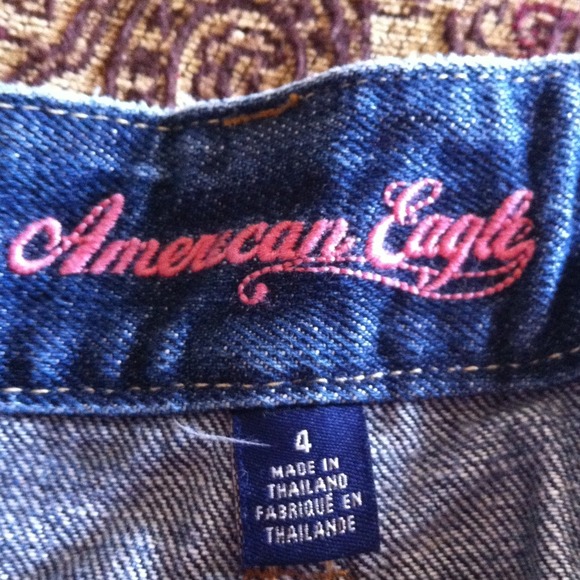 American Eagle
4
MADE IN
THAILAND
FABRIQUÉ EN
THAILANDE